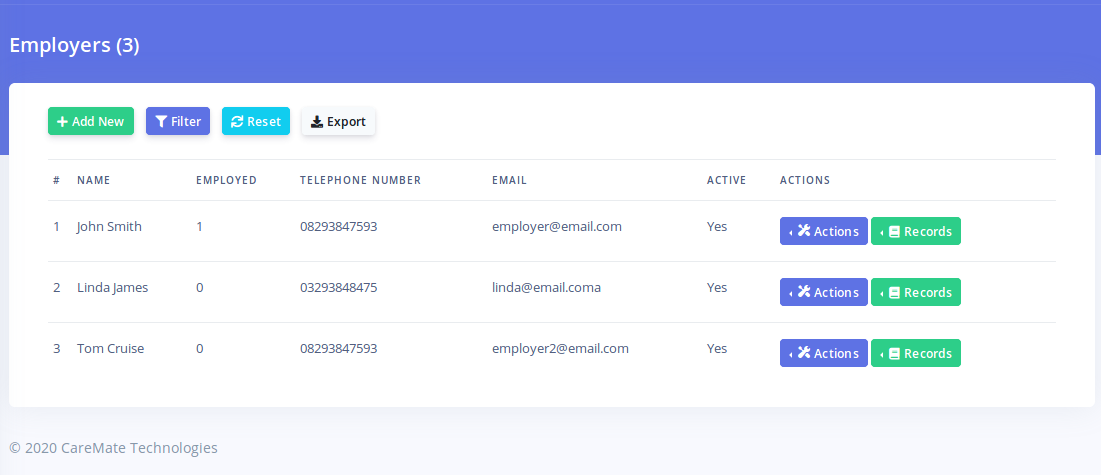 Employers (3)
Add New Filter Reset Export
# NAME EMPLOYED TELEPHONE NUMBER EMAIL ACTIVE ACTIONS
1 John Smith 1 08293847593 employer@email.com Yes Actions Records
2 Linda James 0 03293848475 linda@email.coma Yes Actions Records
3 Tom Cruise 0 08293847593 employer2@email.com Yes Actions Records
© 2020 CareMate Technologies